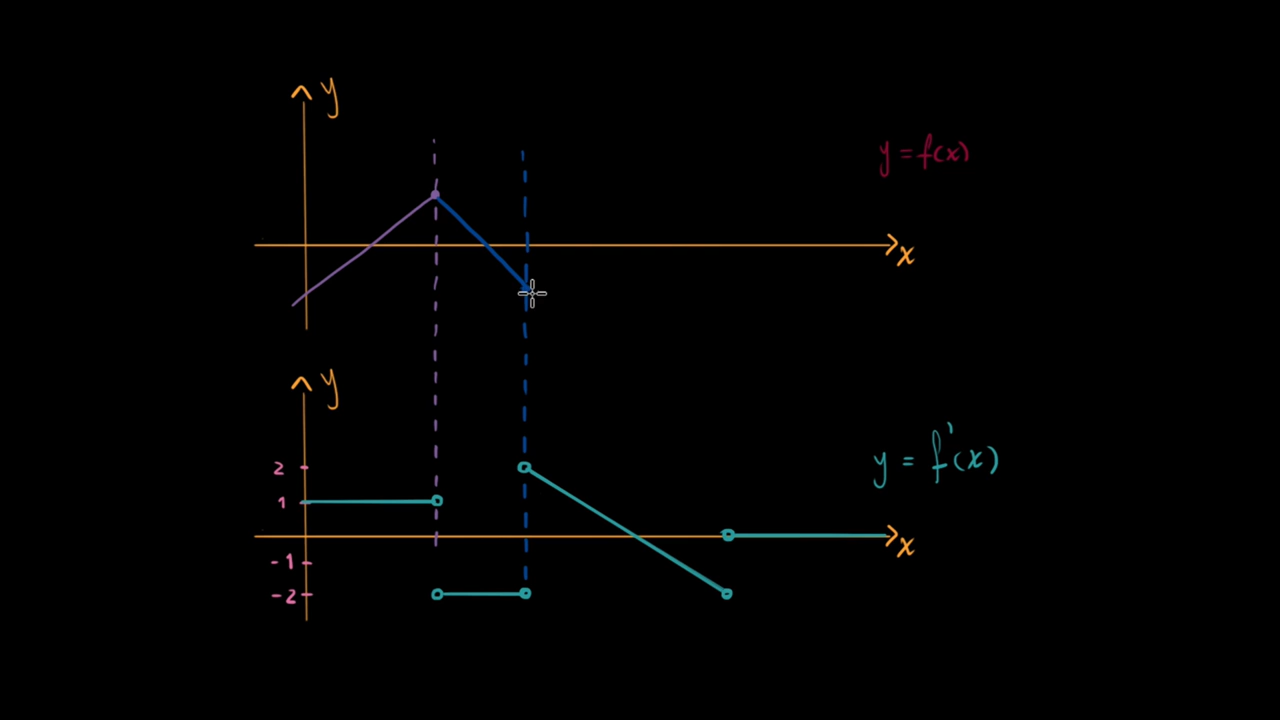 y
y = f(x)
x
y
y = f'(x)
2
1
x
-1
-2